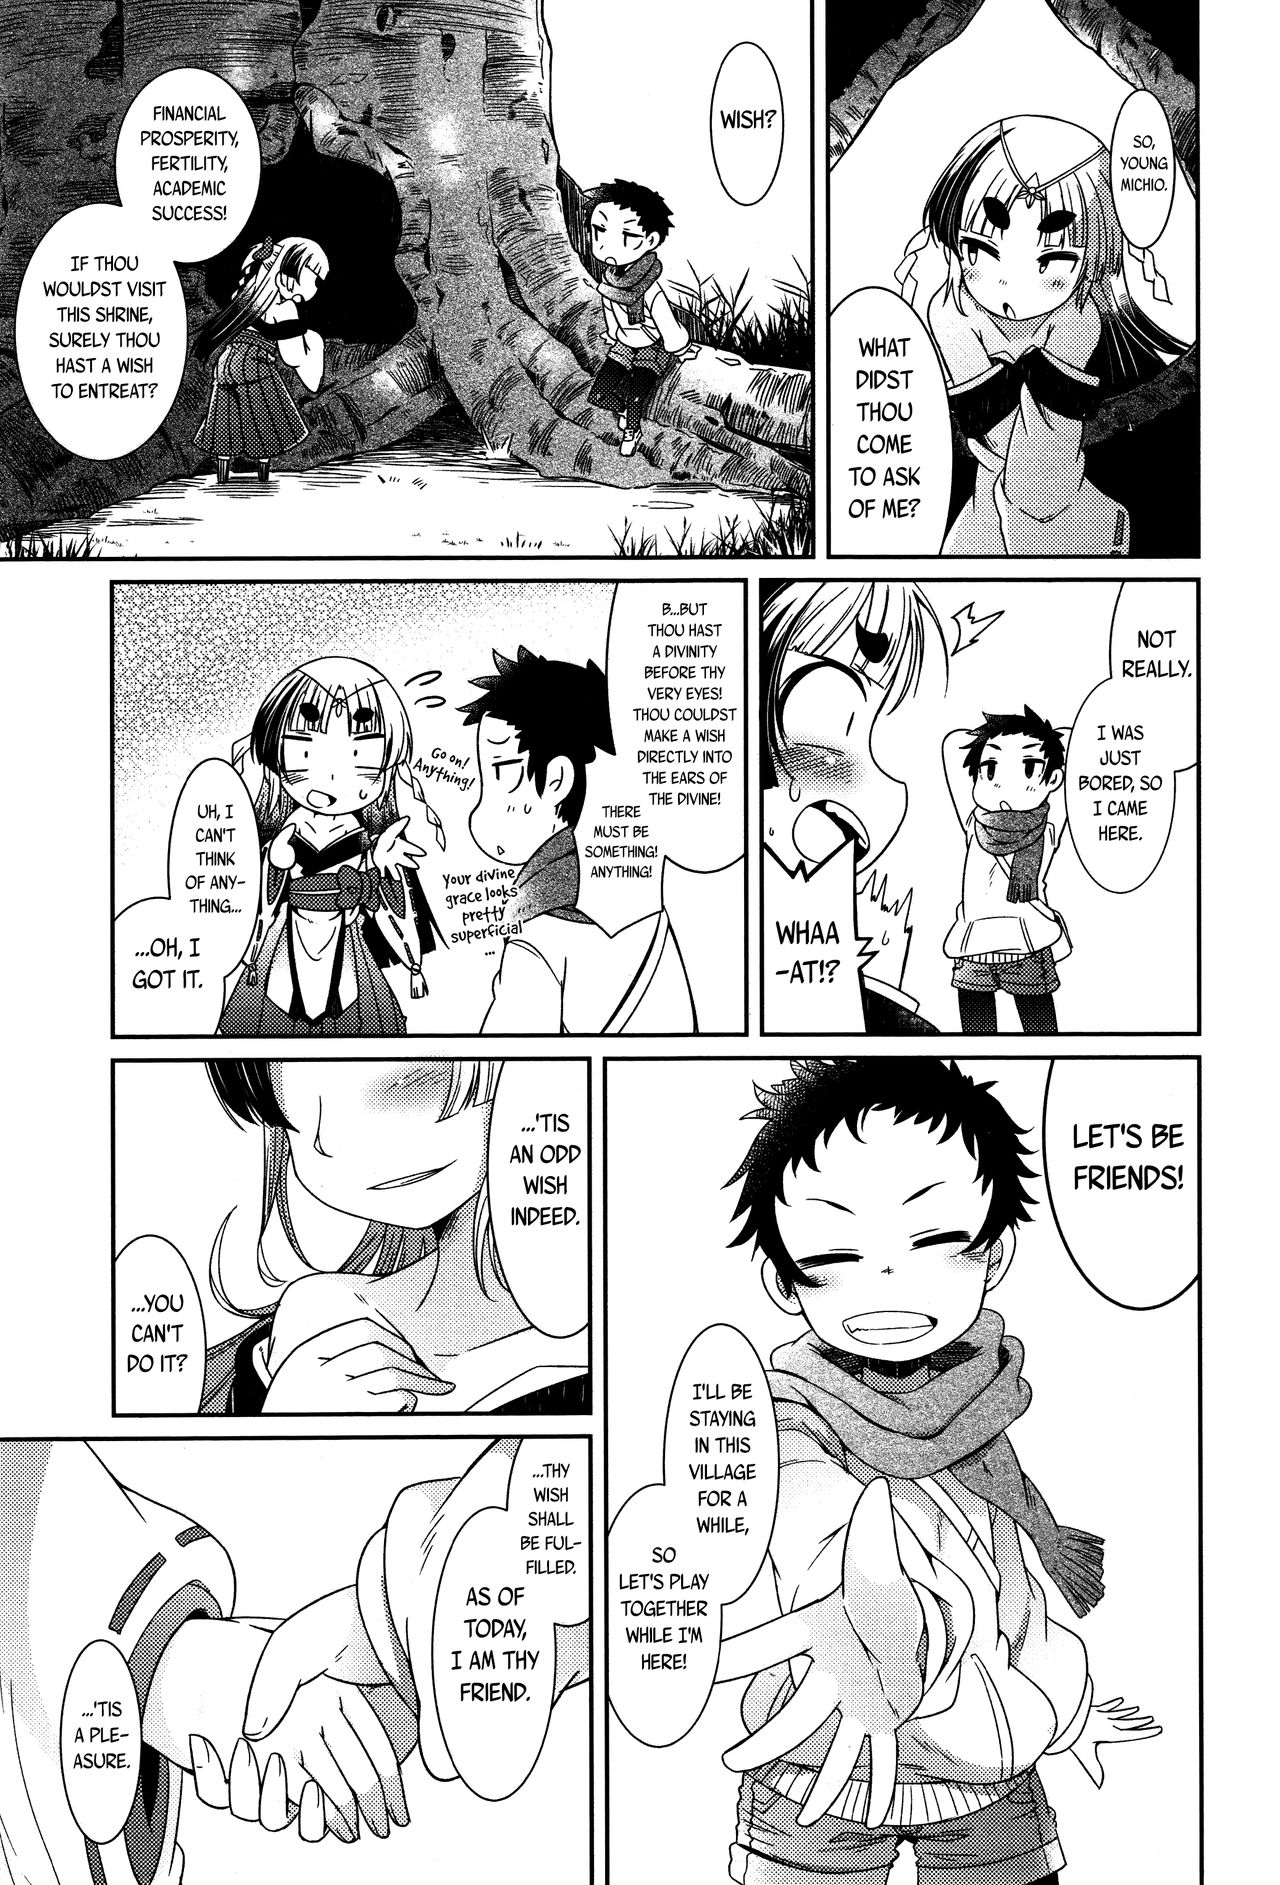 SO,
YOUNG
MICHIO.
WHAT
DIDST
THOU
COME
TO ASK
OF ME?
WISH?
FINANCIAL
PROSPERITY,
FERTILITY,
ACADEMIC
SUCCESS!
IF THOU
WOULDST VISIT
THIS SHRINE,
SURELY THOU
HAST A WISH
TO ENTREAT?
NOT
REALLY.
I WAS
JUST
BORED, SO
I CAME
HERE.
WHAA
-AT!?
B...BUT
THOU HAST
A DIVINITY
BEFORE THY
VERY EYES!
THOU COULDST
MAKE A WISH
DIRECTLY INTO
THE EARS OF
THE DIVINE!
THERE
MUST BE
SOMETHING!
ANYTHING!
Go on!
Anything!
Your divine
grace looks
pretty
superficial
...
UH, I
CAN'T
THINK
OF ANY-
THING...
...OH, I
GOT IT.
LET'S BE
FRIENDS!
I'LL BE
STAYING
IN THIS
VILLAGE
FOR A
WHILE,
SO
LET'S PLAY
TOGETHER
WHILE I'M
HERE!
...'TIS
AN ODD
WISH
INDEED.
...YOU
CAN'T
DO IT?
...THY
WISH
SHALL
BE FUL-
FILLED.
AS OF
TODAY,
I AM THY
FRIEND.
...'TIS
A PLE-
ASURE.